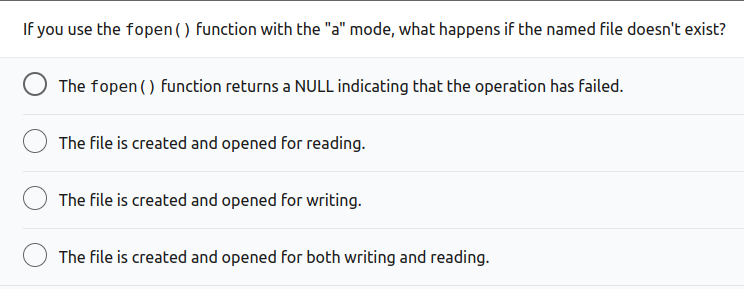 If you use the fopen() function with the "a" mode, what happens if the named file doesn't exist?
The fopen() function returns a NULL indicating that the operation has failed.
The file is created and opened for reading.
The file is created and opened for writing.
The file is created and opened for both writing and reading.